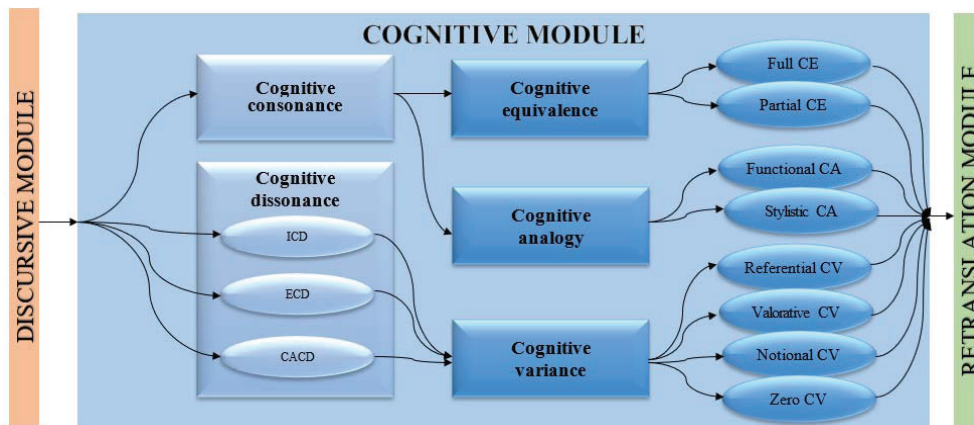 DISCURSIVE MODULE
COGNITIVE MODULE
Cognitive
consonance
Cognitive
dissonance
ICD
ECD
CACD
Cognitive
equivalence
Cognitive
analogy
Cognitive
variance
Full CE
Partial CE
Functional CA
Stylistic CA
Referential CV
Valorative CV
Notional CV
Zero CV
RETRANSLATION MODULE